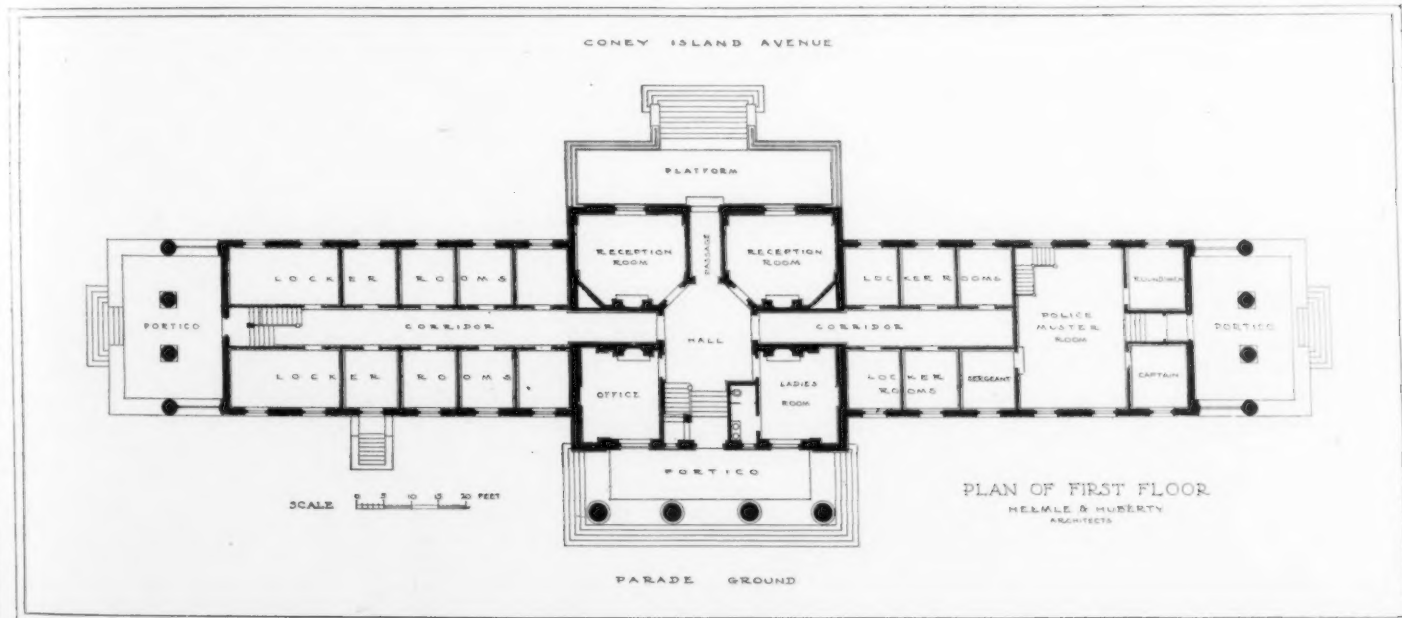 CONEY ISLAND AVENUE
PLATFORM
RECEPTION ROOM
PASSAGE
RECEPTION ROOM
LOCKER ROOMS
LOCKER ROOMS
ROUNDSMEN
PORTICO
CORRIDOR
HALL
CORRIDOR
POLICE
MUSTER
ROOM
PORTICO
LOCKER ROOMS
OFFICE
LADIES
ROOM
LOCKER
ROOMS
SERGEANT
CAPTAIN
PORTICO
SCALE 0 5 10 15 20 FEET
PLAN OF FIRST FLOOR
HELMLE & HUBERTY
ARCHITECTS
PARADE GROUND